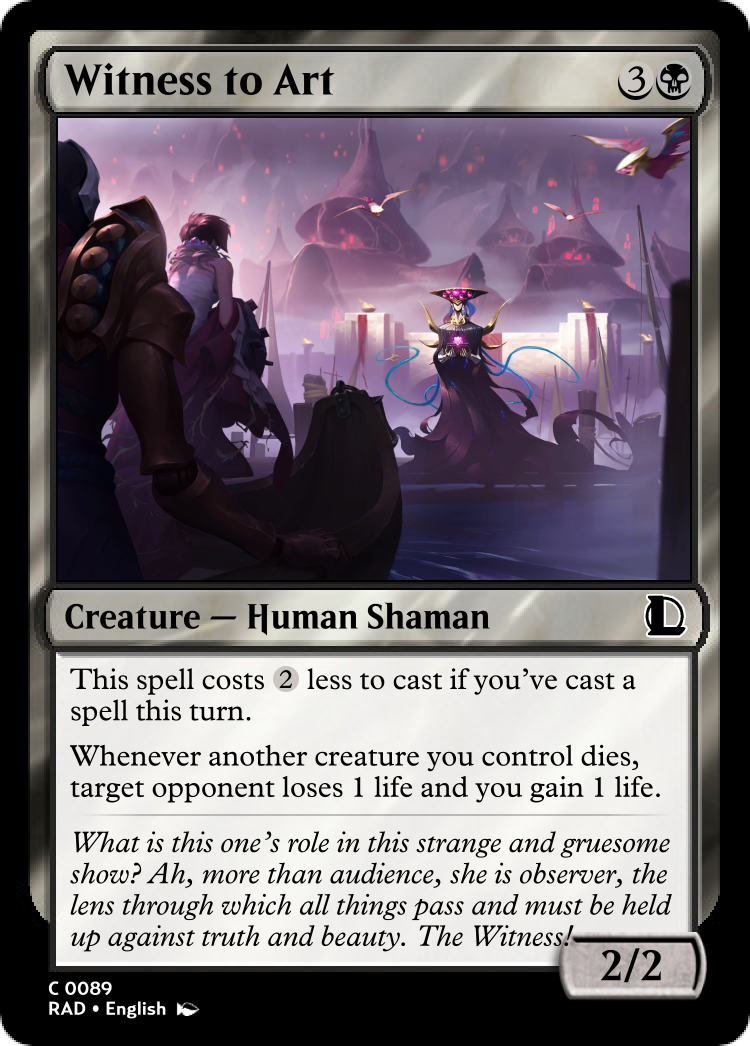 Witness to Art 3
Creature — Human Shaman
This spell costs 2 less to cast if you've cast a
spell this turn.
Whenever another creature you control dies,
target opponent loses 1 life and you gain 1 life.
What is this one's role in this strange and gruesome
show? Ah, more than audience, she is observer, the
lens through which all things pass and must be held
up against truth and beauty. The Witness!
2/2
C 0089
RAD • English